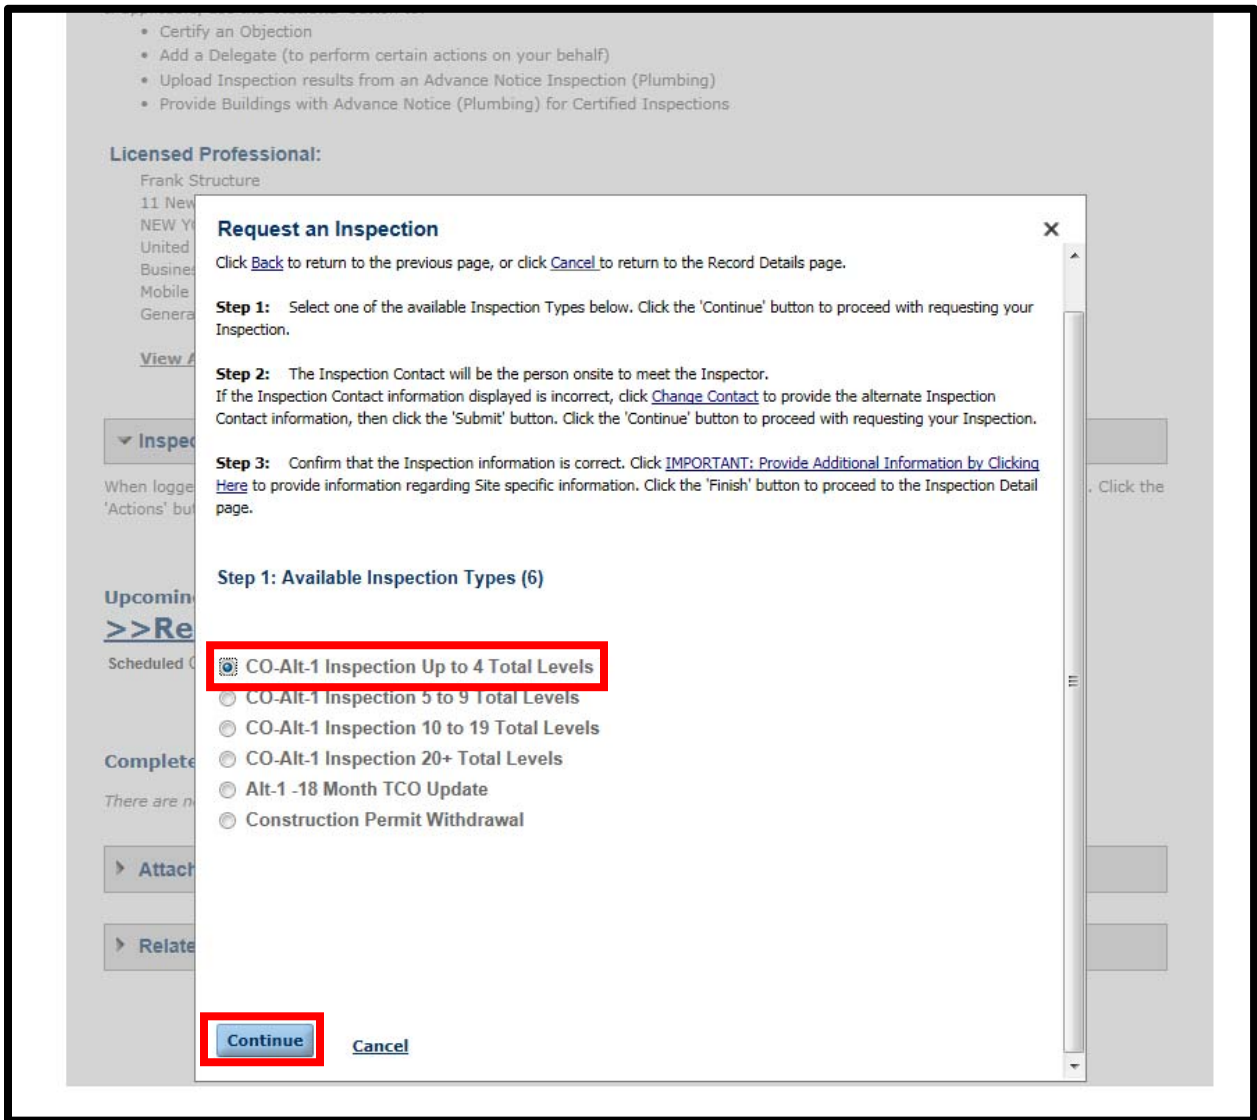 • Certify an Objection
• Add a Delegate (to perform certain actions on your behalf)
• Upload Inspection results from an Advance Notice Inspection (Plumbing)
• Provide Buildings with Advance Notice (Plumbing) for Certified Inspections
Licensed Professional:
Frank Structure
11 New
NEW
United
Mobile
View
Request an Inspection
Click Back to return to the previous page, or click Cancel to return to the Record Details page.
Step 1: Select one of the available Inspection Types below. Click the 'Continue' button to proceed with requesting your
Inspection.
Step 2: The Inspection Contact will be the person onsite to meet the Inspector.
If the Inspection Contact information displayed is incorrect, click Change Contact to provide the alternate Inspection
Contact information, then click the 'Submit' button. Click the 'Continue' button to proceed with requesting your Inspection.
Step 3: Confirm that the Inspection information is correct. Click IMPORTANT: Provide Additional Information by Clicking
Here to provide information regarding Site specific information. Click the 'Finish' button to proceed to the Inspection Detail
page.
Inspec
When logge
. Click the
'Actions' but
Step 1: Available Inspection Types (6)
Upcomin
>>Re
Scheduled
CO-Alt-1 Inspection Up to 4 Total Levels
CO-Alt-1 Inspection 5 to 9 Total Levels
CO-Alt-1 Inspection 10 to 19 Total Levels
CO-Alt-1 Inspection 20+ Total Levels
Alt-1 -18 Month TCO Update
Construction Permit Withdrawal
Complete
There are n
Attach
Relate
Continue
Cancel